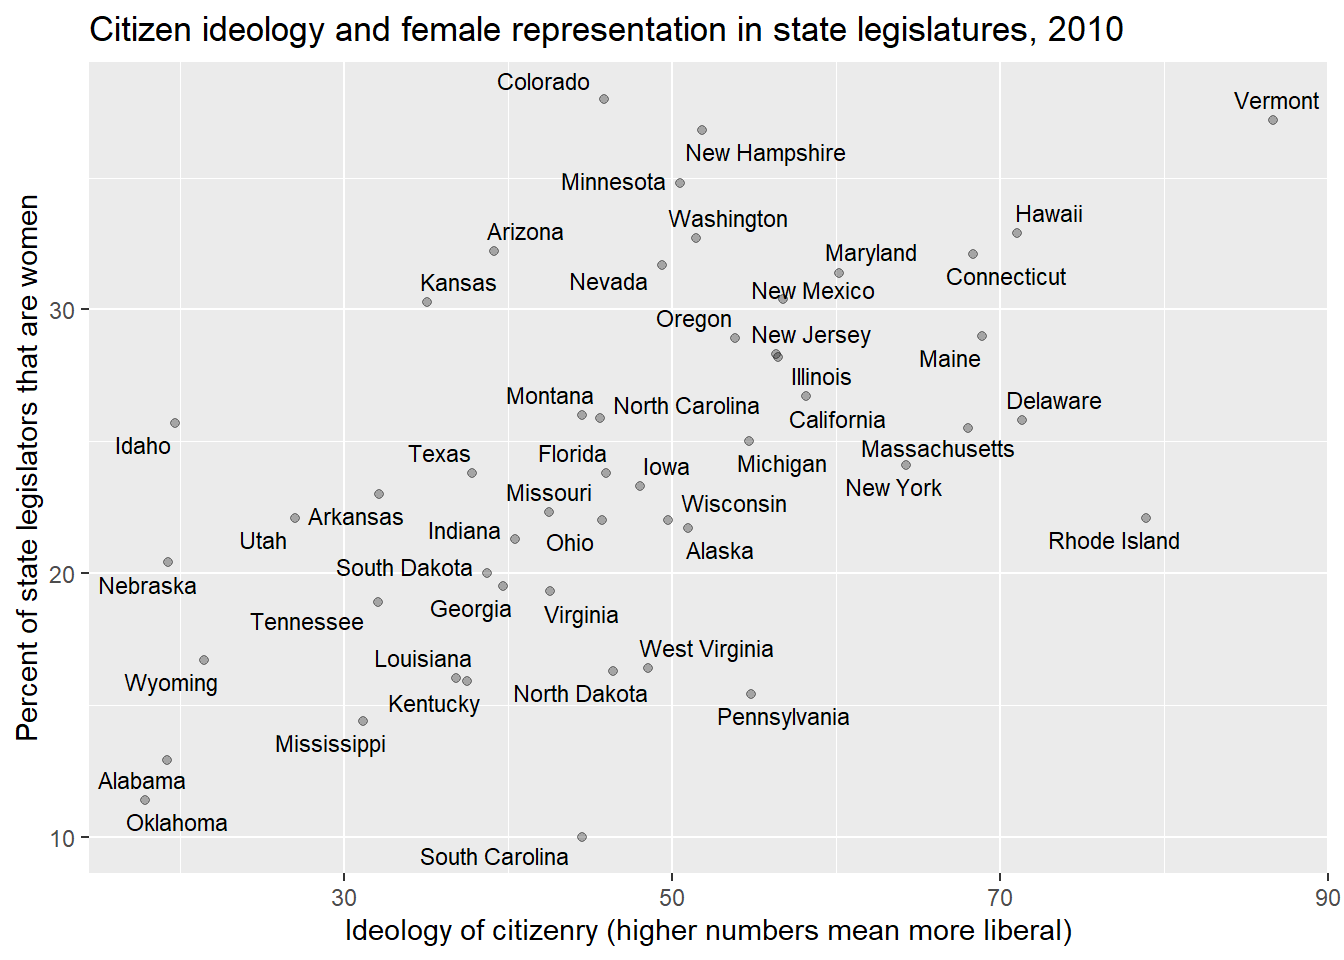 Citizen ideology and female representation in state legislatures, 2010
Colorado
Vermont
New Hampshire
Minnesota
Washington
Hawaii
Arizona
Maryland
Connecticut
Kansas
Nevada
New Mexico
30
Oregon
New Jersey
Maine
Illinois
Montana
North Carolina
Delaware
California
Idaho
Texas
Florida
Massachusetts
Iowa
Michigan
Missouri
New York
Wisconsin
Arkansas
Indiana
Utah
Ohio
Alaska
Rhode Island
South Dakota
20
Nebraska
Georgia
Virginia
Tennessee
West Virginia
Louisiana
Wyoming
North Dakota
Kentucky
Pennsylvania
Mississippi
Alabama
Oklahoma
10
South Carolina
Percent of state legislators that are women
30
50
70
90
Ideology of citizenry (higher numbers mean more liberal)